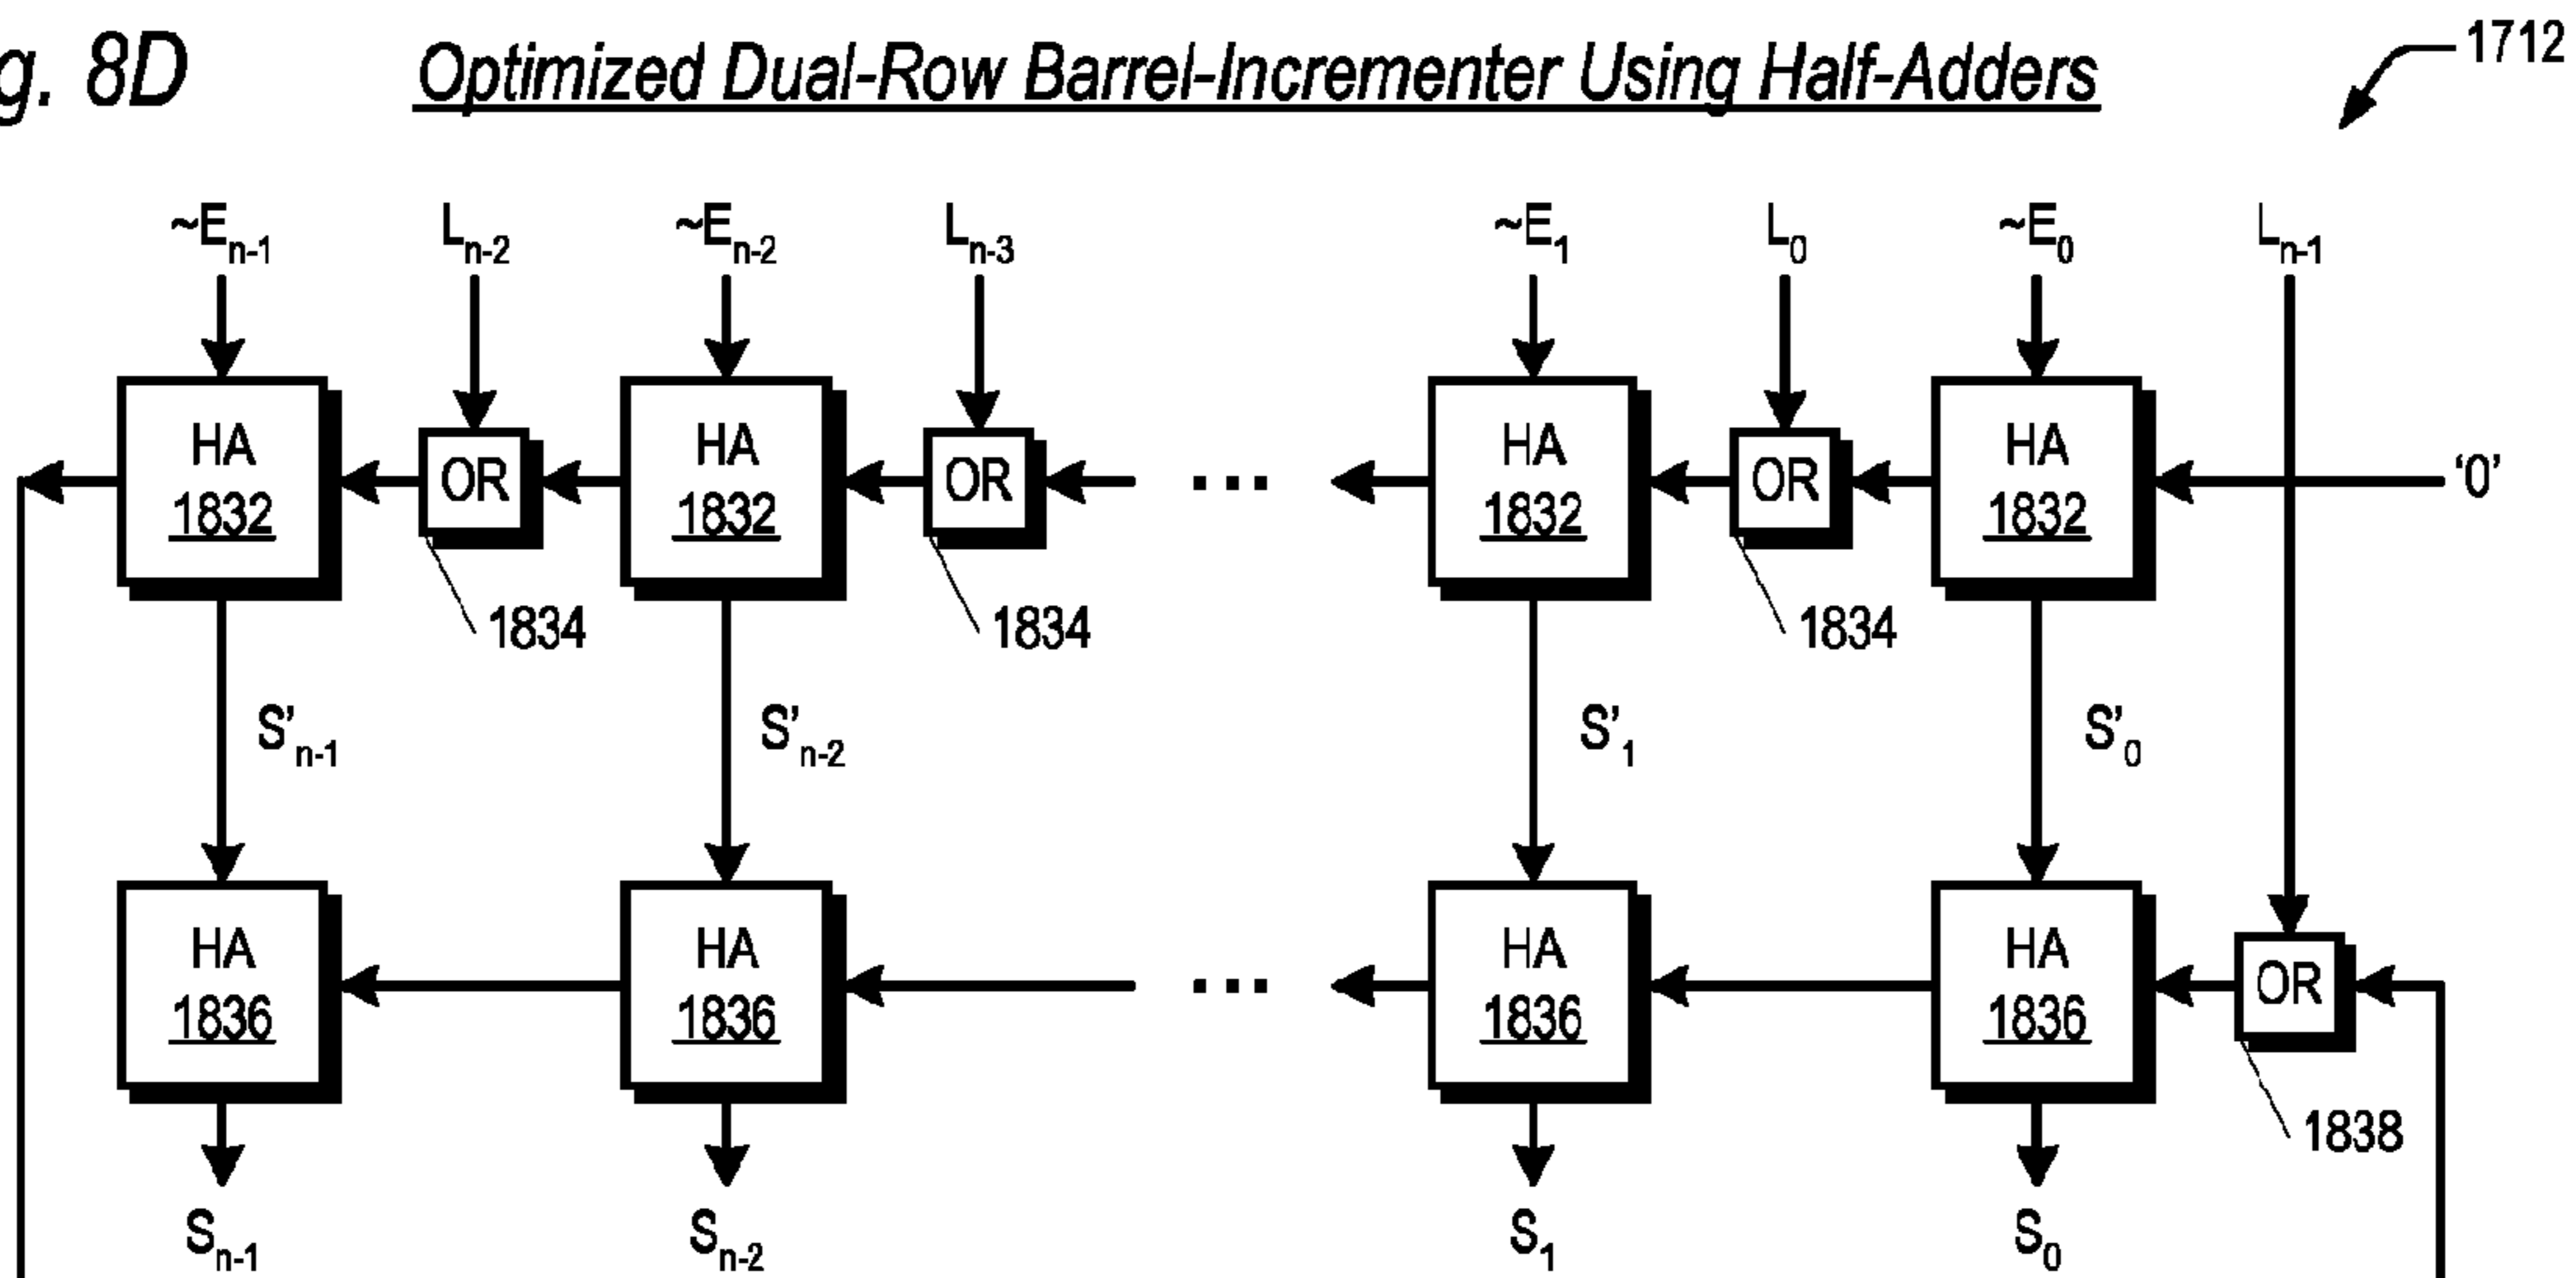 g. 8D Optimized Dual-Row Barrel-Incrementer Using Half-Adders 1712
~En-1 Ln-2 ~En-2 Ln-3 ~E1 L0 ~E0 Ln-1
HA OR HA OR ... HA OR HA '0'
1832 1832 1832 1832
1834 1834 1834
S'n-1 S'n-2 S'1 S'0
HA HA ... HA HA OR
1836 1836 1836 1836
1838
Sn-1 Sn-2 S1 S0